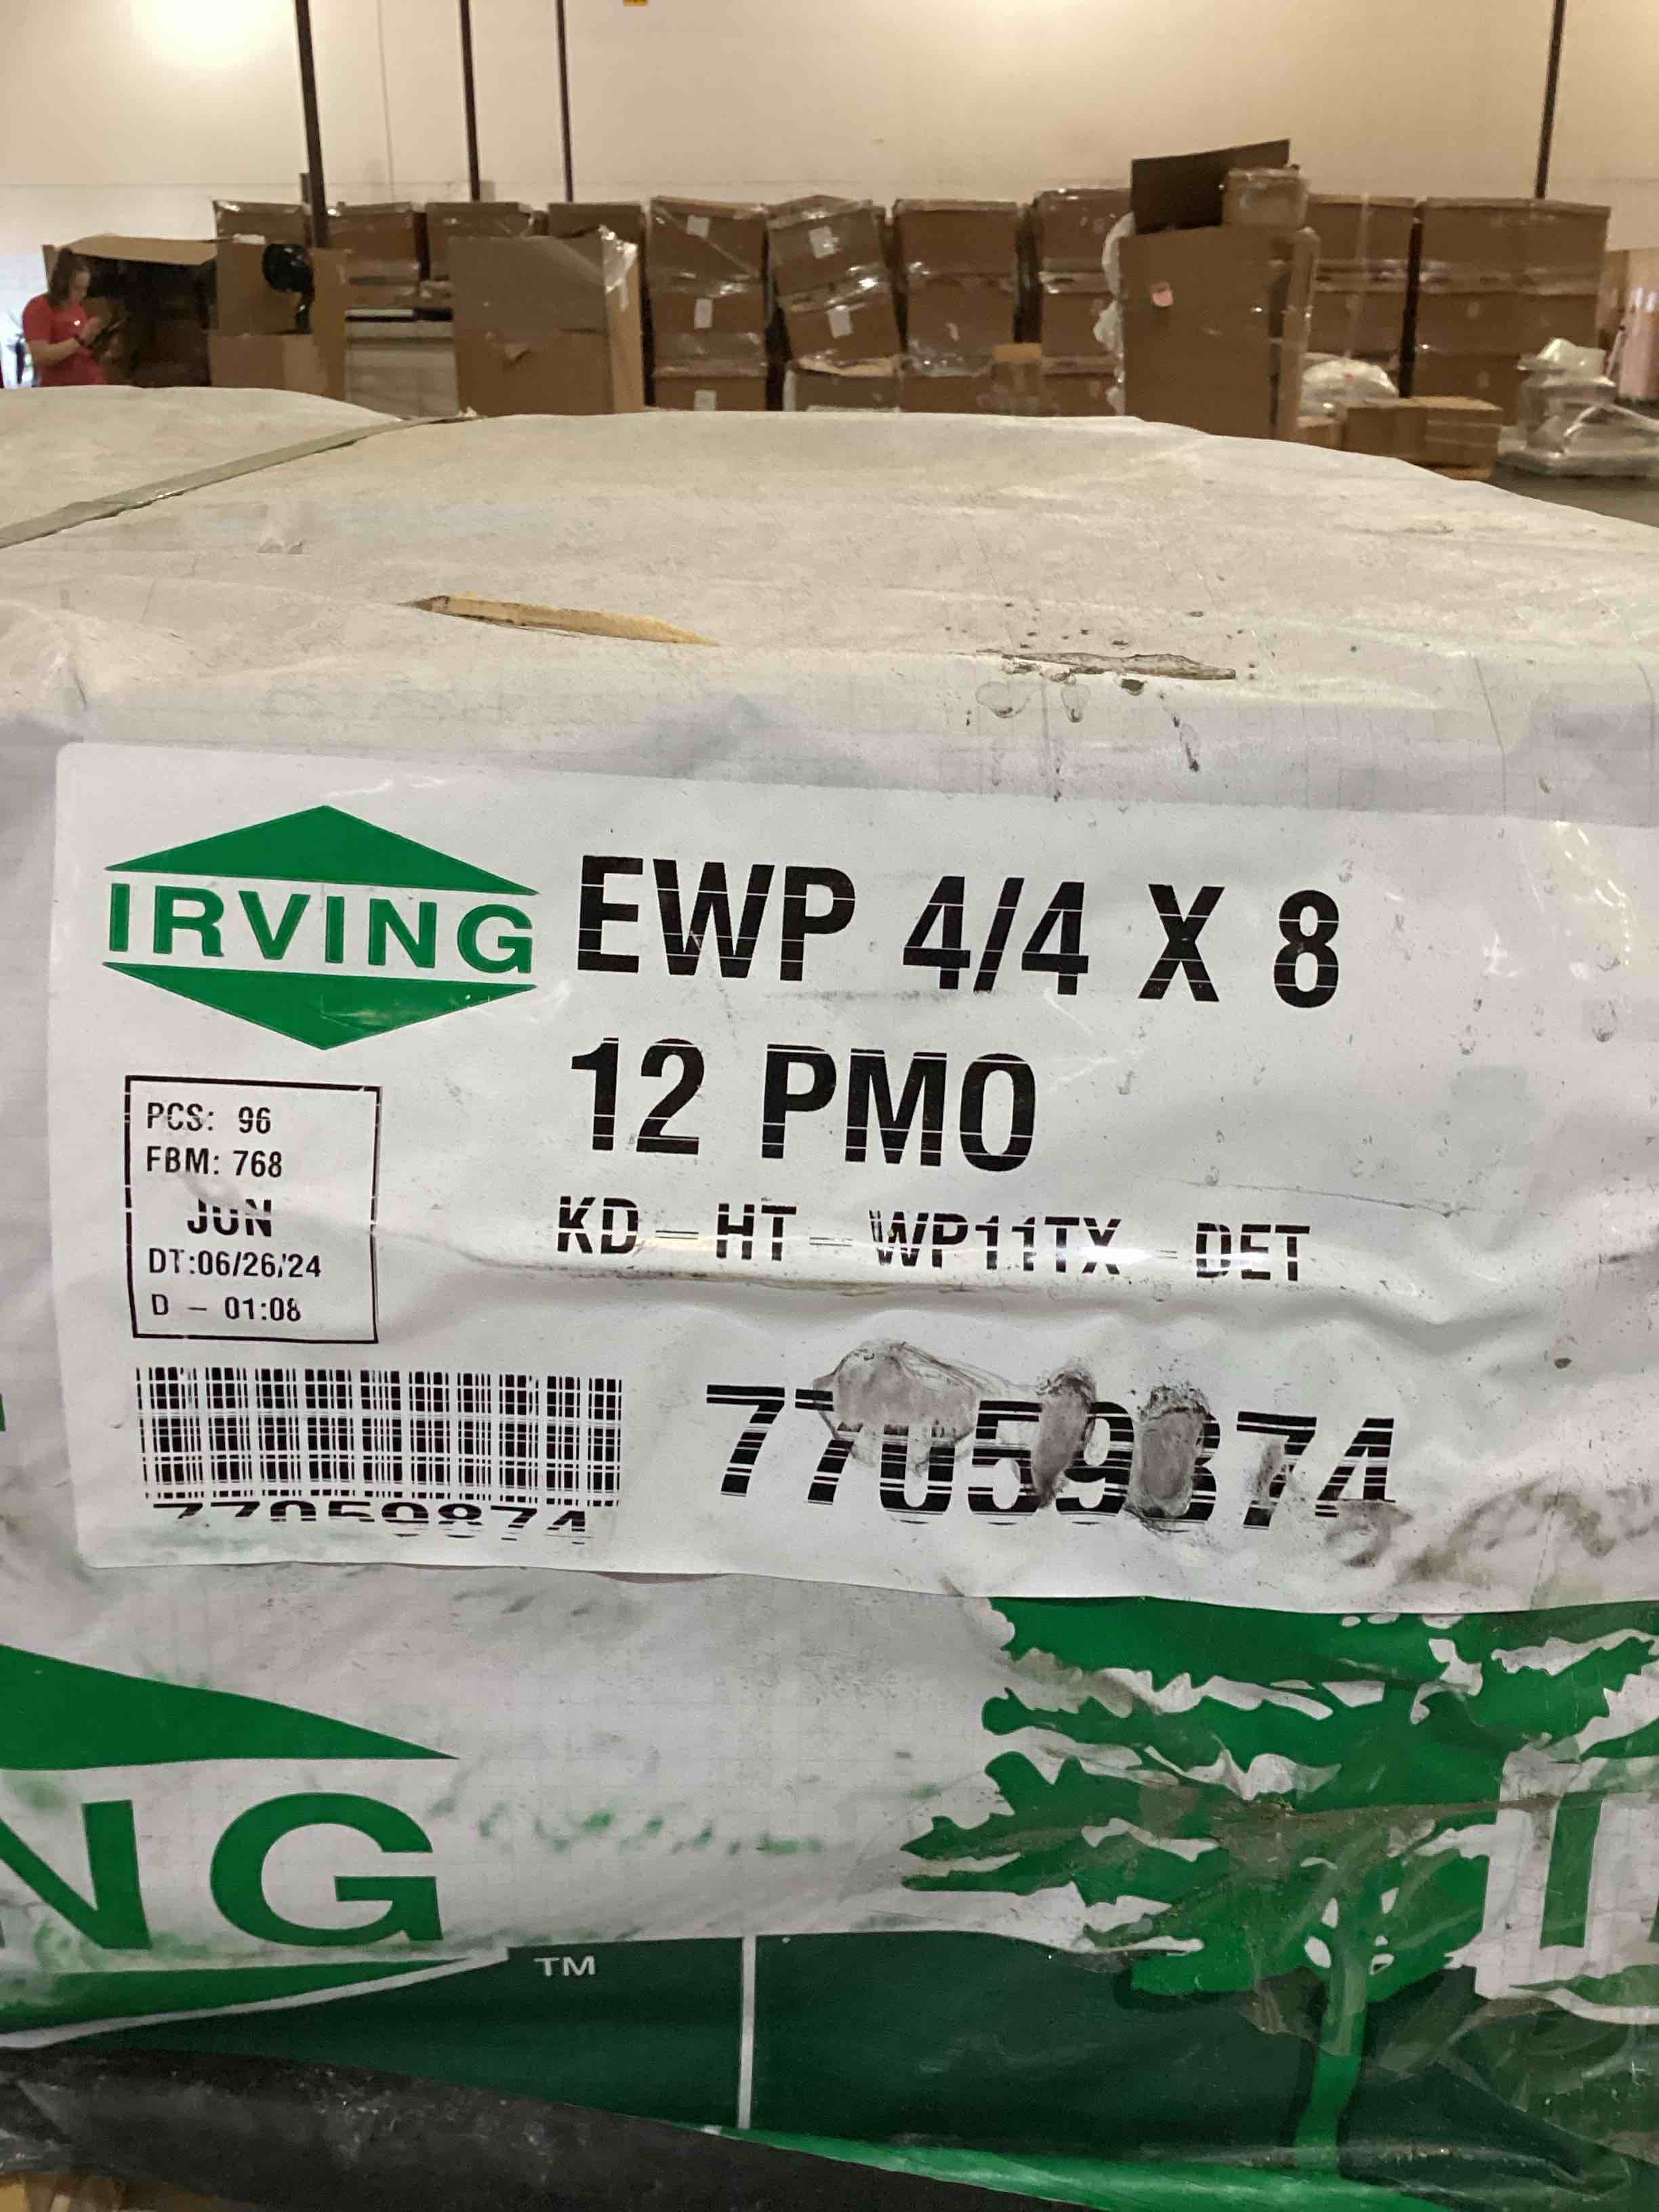 IRVING
EWP 4/4 X 8
12 PMO
KD - HT - WP11TX - DET
PCS: 96
FBM: 768
JUN
DT:06/26/24
D - 01:08
77059874
77059874
NG
TM